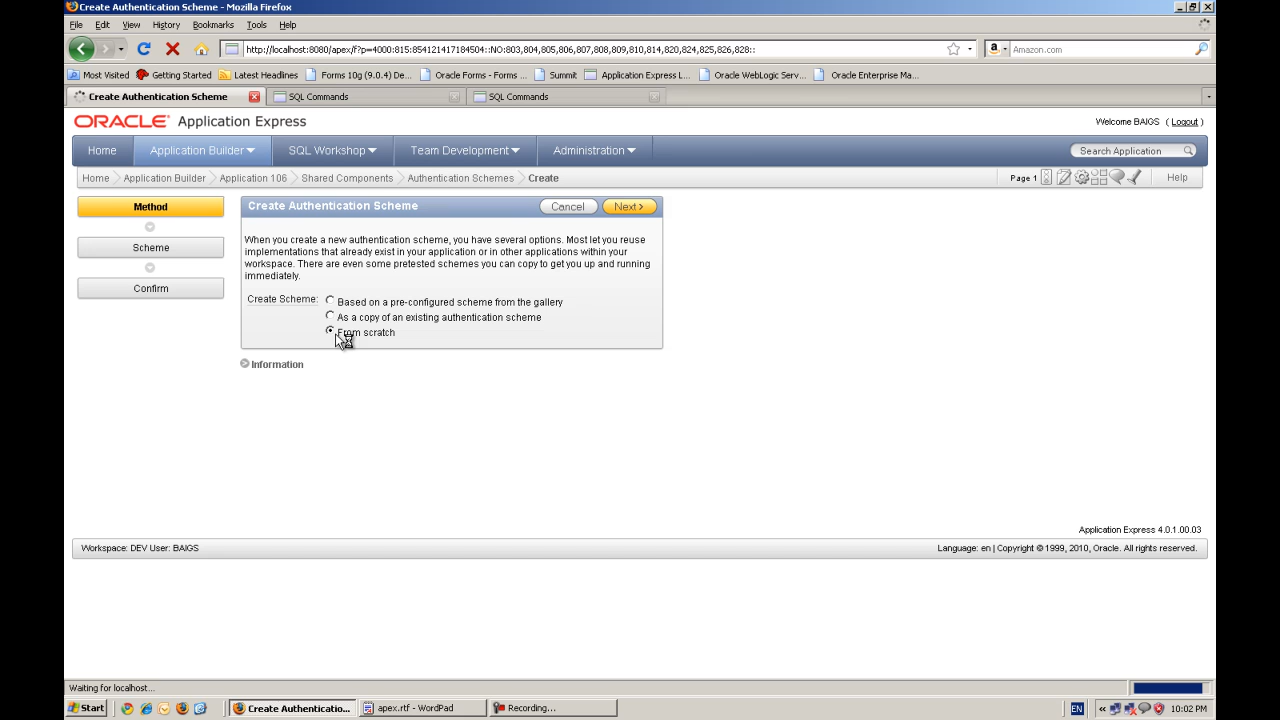 Create Authentication Scheme - Mozilla Firefox
File Edit View History Bookmarks Tools Help
http://localhost:8080/apex/f?p=4000:815:854121417184504::NO:803,804,805,806,807,808,809,810,814,820,824,825,826,828::
Amazon.com
Most Visited Getting Started Latest Headlines Forms 10g (9.0.4) De... Oracle Forms - Forms ... Summit Application Express L... Oracle WebLogic Serv... Oracle Enterprise Ma...
Create Authentication Scheme SQL Commands SQL Commands
ORACLE Application Express
Welcome BAIGS ( Logout )
Home Application Builder SQL Workshop Team Development Administration Search Application
Home Application Builder Application 106 Shared Components Authentication Schemes Create Page 1 Help
Method
Scheme
Confirm
Create Authentication Scheme Cancel Next >
When you create a new authentication scheme, you have several options. Most let you reuse
implementations that already exist in your application or in other applications within your
workspace. There are even some pretested schemes you can copy to get you up and running
immediately.
Create Scheme: Based on a pre-configured scheme from the gallery
As a copy of an existing authentication scheme
From scratch
Information
Application Express 4.0.1.00.03
Workspace: DEV User: BAIGS Language: en | Copyright © 1999, 2010, Oracle. All rights reserved.
Waiting for localhost...
Start Create Authenticatio... apex.rtf - WordPad Recording... EN « 10:02 PM